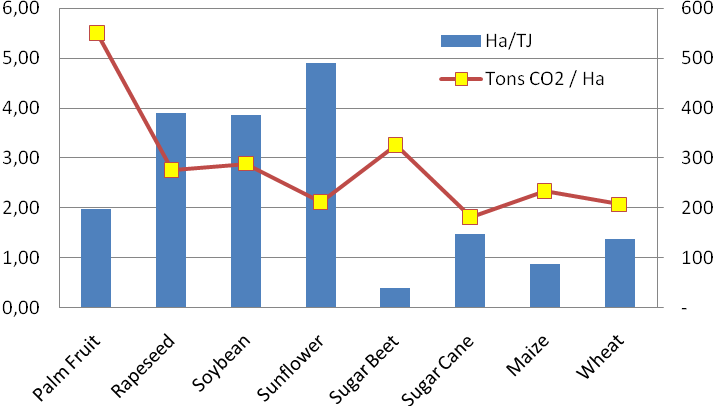 6,00
5,00
4,00
3,00
2,00
1,00
0,00
600
500
400
300
200
100
-
Ha/TJ
Tons CO2 / Ha
Palm Fruit
Rapeseed
Soybean
Sunflower
Sugar Beet
Sugar Cane
Maize
Wheat